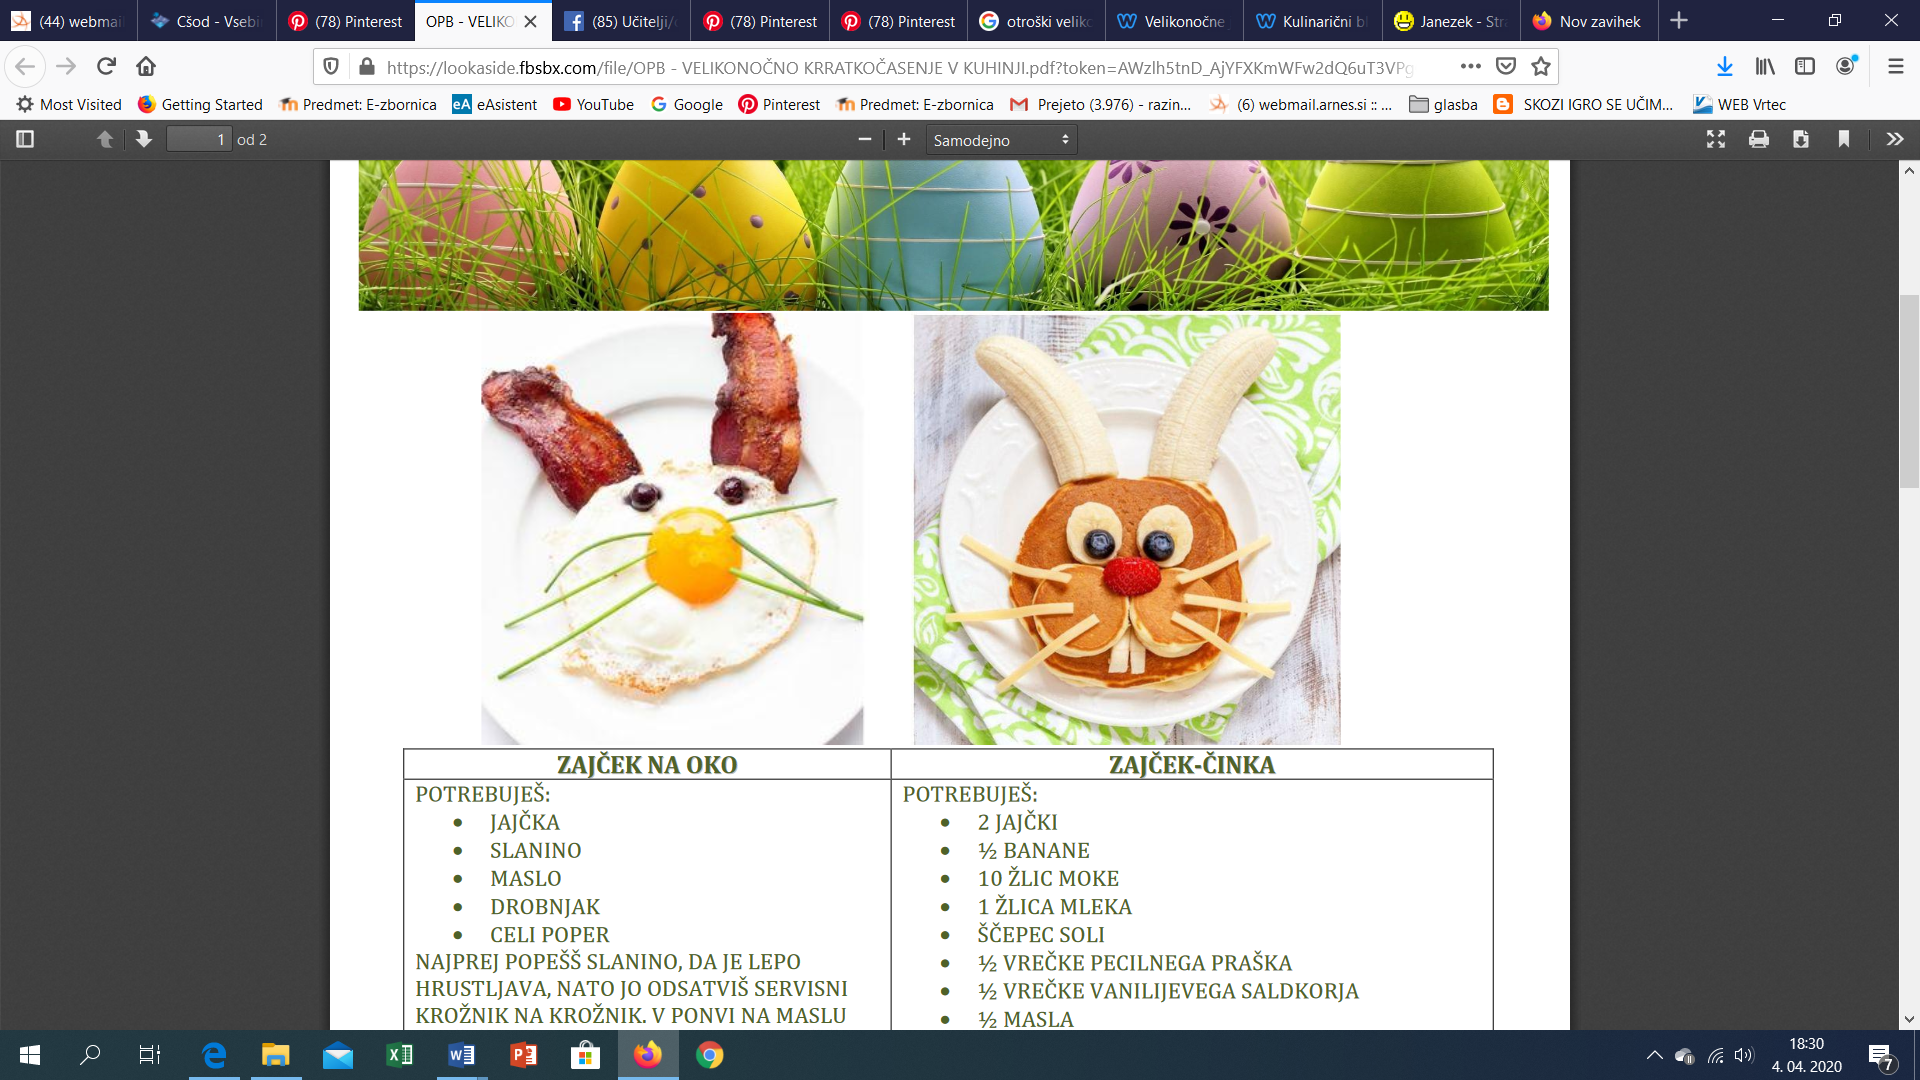 (44) webmail
Cšod - Vsebin
(78) Pinterest
OPB - VELIKO
(85) Učitelji/
(78) Pinterest
(78) Pinterest
otroški veliko
Velikonočne
Kulinarični b
Janezek - Str
Nov zavihek
https://lookaside.fbsbx.com/file/OPB - VELIKONOČNO KRRATKOČASENJE V KUHINJI.pdf?token=AWzlh5tnD_AjYFXKmWFw2dQ6uT3VPg
Most Visited
Getting Started
Predmet: E-zbornica
eAsistent
YouTube
Google
Pinterest
Predmet: E-zbornica
Prejeto (3.976) - razin...
(6) webmail.arnes.si :: ...
glasba
SKOZI IGRO SE UČIM...
WEB Vrtec
1 od 2
Samodejno
ZAJČEK NA OKO
POTREBUJEŠ:
• JAJČKA
• SLANINO
• MASLO
• DROBNJAK
• CELI POPER
NAJPREJ POPEŠŠ SLANINO, DA JE LEPO
HRUSTLJAVA, NATO JO ODSATVIŠ SERVISNI
KROŽNIK NA KROŽNIK. V PONVI NA MASLU
ZAJČEK-ČINKA
POTREBUJEŠ:
• 2 JAJČKI
• ½ BANANE
• 10 ŽLIC MOKE
• 1 ŽLICA MLEKA
• ŠČEPEC SOLI
• ½ VREČKE PECILNEGA PRAŠKA
• ½ VREČKE VANILIJEVEGA SALDKORJA
• ½ MASLA
18:30
4. 04. 2020
7